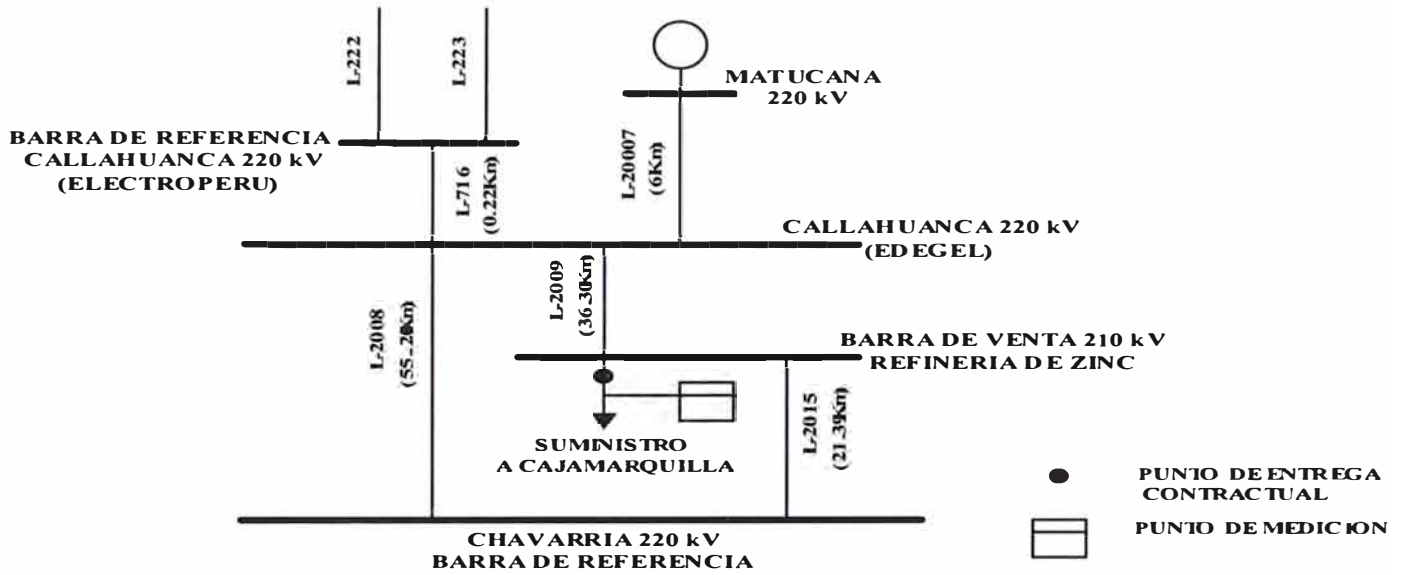 L-222
L-223
MATUCANA
220 kV
BARRA DE REFERENCIA
CALLAHUANCA 220 kV
(ELECTROPERU)
L-716
(0.22Km)
L-20007
(6Km)
CALLAHUANCA 220 kV
(EDEGEL)
L-2009
(36.30Km)
L-2008
(55.20Km)
BARRA DE VENTA 210 kV
REFINERIA DE ZINC
SUMINISTRO
A CAJAMARQUILLA
L-2015
(21.39Km)
PUNTO DE ENTREGA
CONTRACTUAL
PUNTO DE MEDICION
CHAVARRIA 220 kV
BARRA DE REFERENCIA